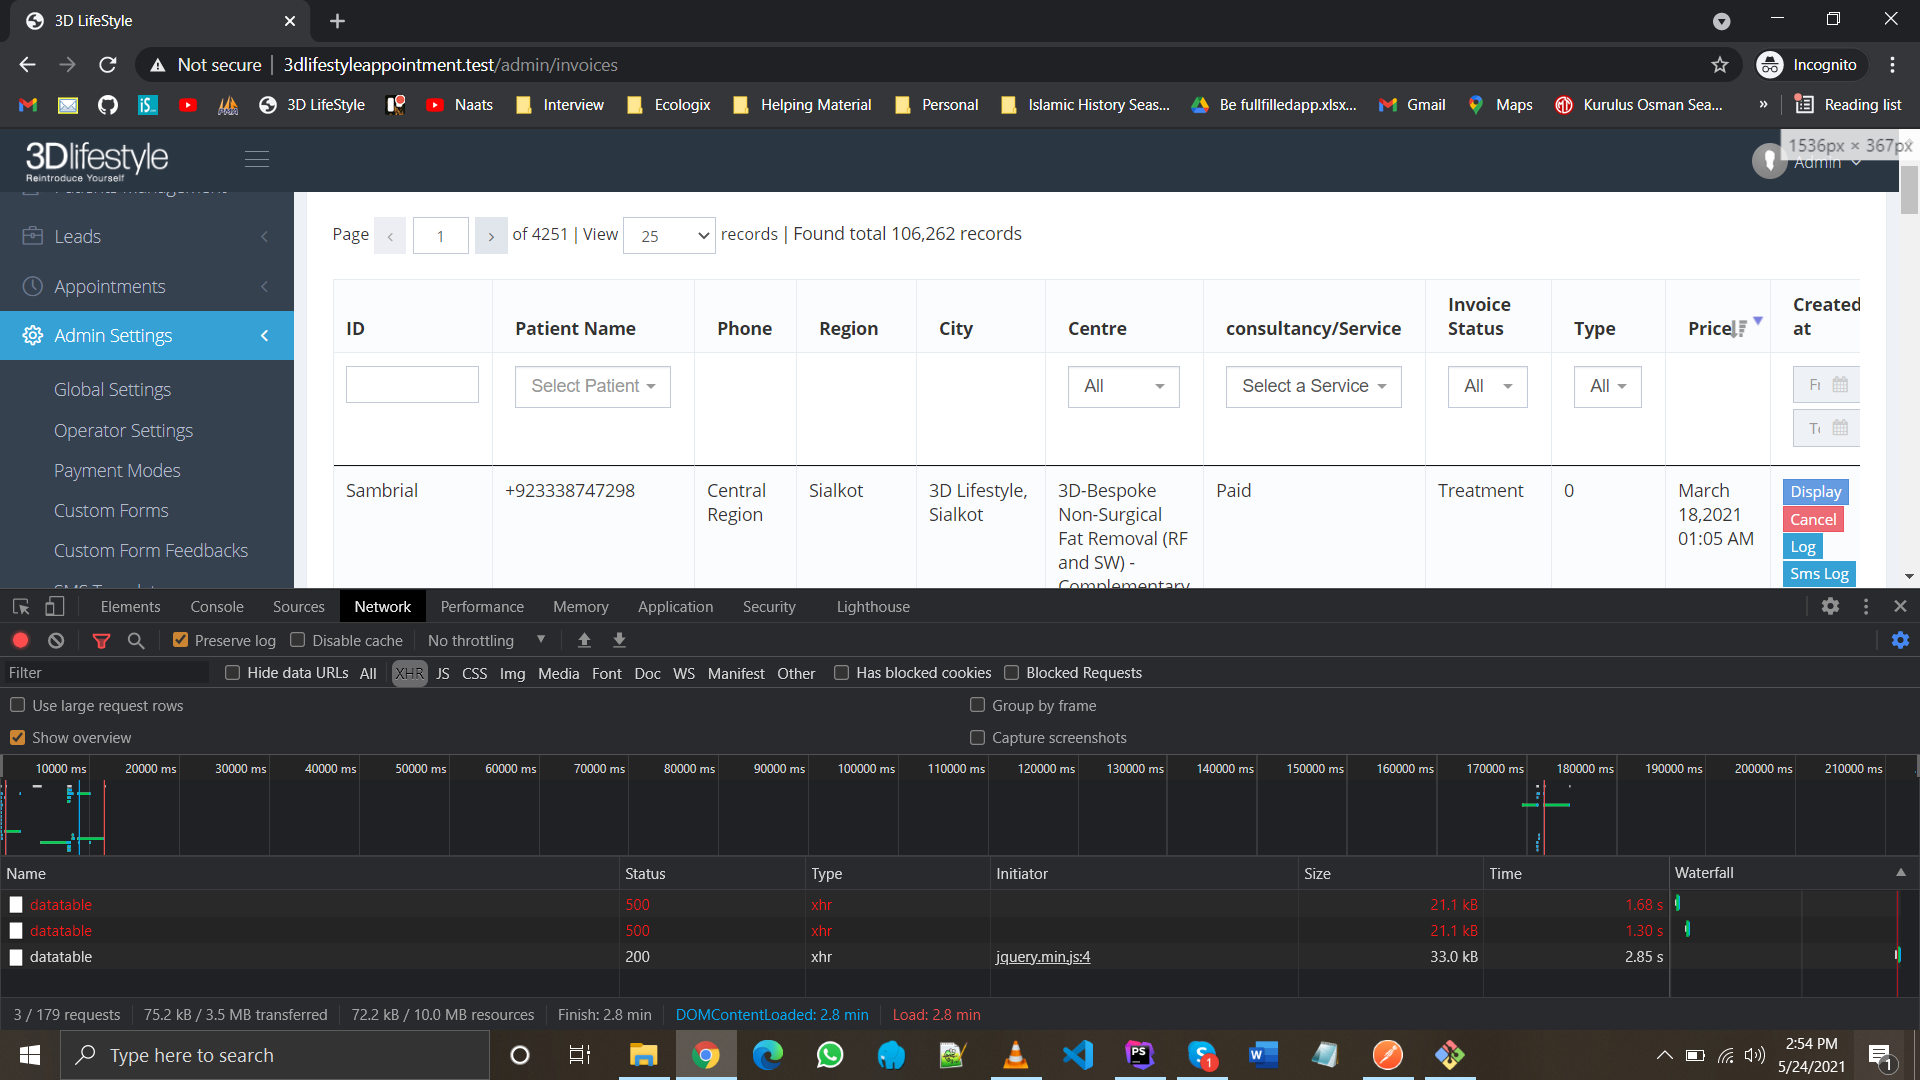 3D LifeStyle
Not secure | 3dlifestyleappointment.test/admin/invoices
Incognito
iS...
3D LifeStyle
Naats
Interview
Ecologix
Helping Material
Personal
Islamic History Seas...
Be fullfilledapp.xlsx...
Gmail
Maps
Kurulus Osman Sea...
»
Reading list
3Dlifestyle
Reintroduce Yourself
1536px × 367px
Admin
Patients Management
Leads
Appointments
Admin Settings
Global Settings
Operator Settings
Payment Modes
Custom Forms
Custom Form Feedbacks
Page < 1 > of 4251 | View 25 records | Found total 106,262 records
ID
Patient Name
Phone
Region
City
Centre
consultancy/Service
Invoice Status
Type
Price
Created at
Select Patient
All
Select a Service
All
All
Fr
Sambrial
+923338747298
Central Region
Sialkot
3D Lifestyle, Sialkot
3D-Bespoke Non-Surgical Fat Removal (RF and SW) - Complementary
Paid
Treatment
0
March 18,2021 01:05 AM
Display
Cancel
Log
Sms Log
Elements Console Sources Network Performance Memory Application Security Lighthouse
Preserve log Disable cache No throttling
Filter Hide data URLs All XHR JS CSS Img Media Font Doc WS Manifest Other Has blocked cookies Blocked Requests
Use large request rows Group by frame
Show overview Capture screenshots
10000 ms 20000 ms 30000 ms 40000 ms 50000 ms 60000 ms 70000 ms 80000 ms 90000 ms 100000 ms 110000 ms 120000 ms 130000 ms 140000 ms 150000 ms 160000 ms 170000 ms 180000 ms 190000 ms 200000 ms 210000 ms
Name Status Type Initiator Size Time Waterfall
datatable 500 xhr 21.1 kB 1.68 s
datatable 500 xhr 21.1 kB 1.30 s
datatable 200 xhr jquery.min.js:4 33.0 kB 2.85 s
3 / 179 requests 75.2 kB / 3.5 MB transferred 72.2 kB / 10.0 MB resources Finish: 2.8 min DOMContentLoaded: 2.8 min Load: 2.8 min
Type here to search
PS
1
2:54 PM
5/24/2021
1